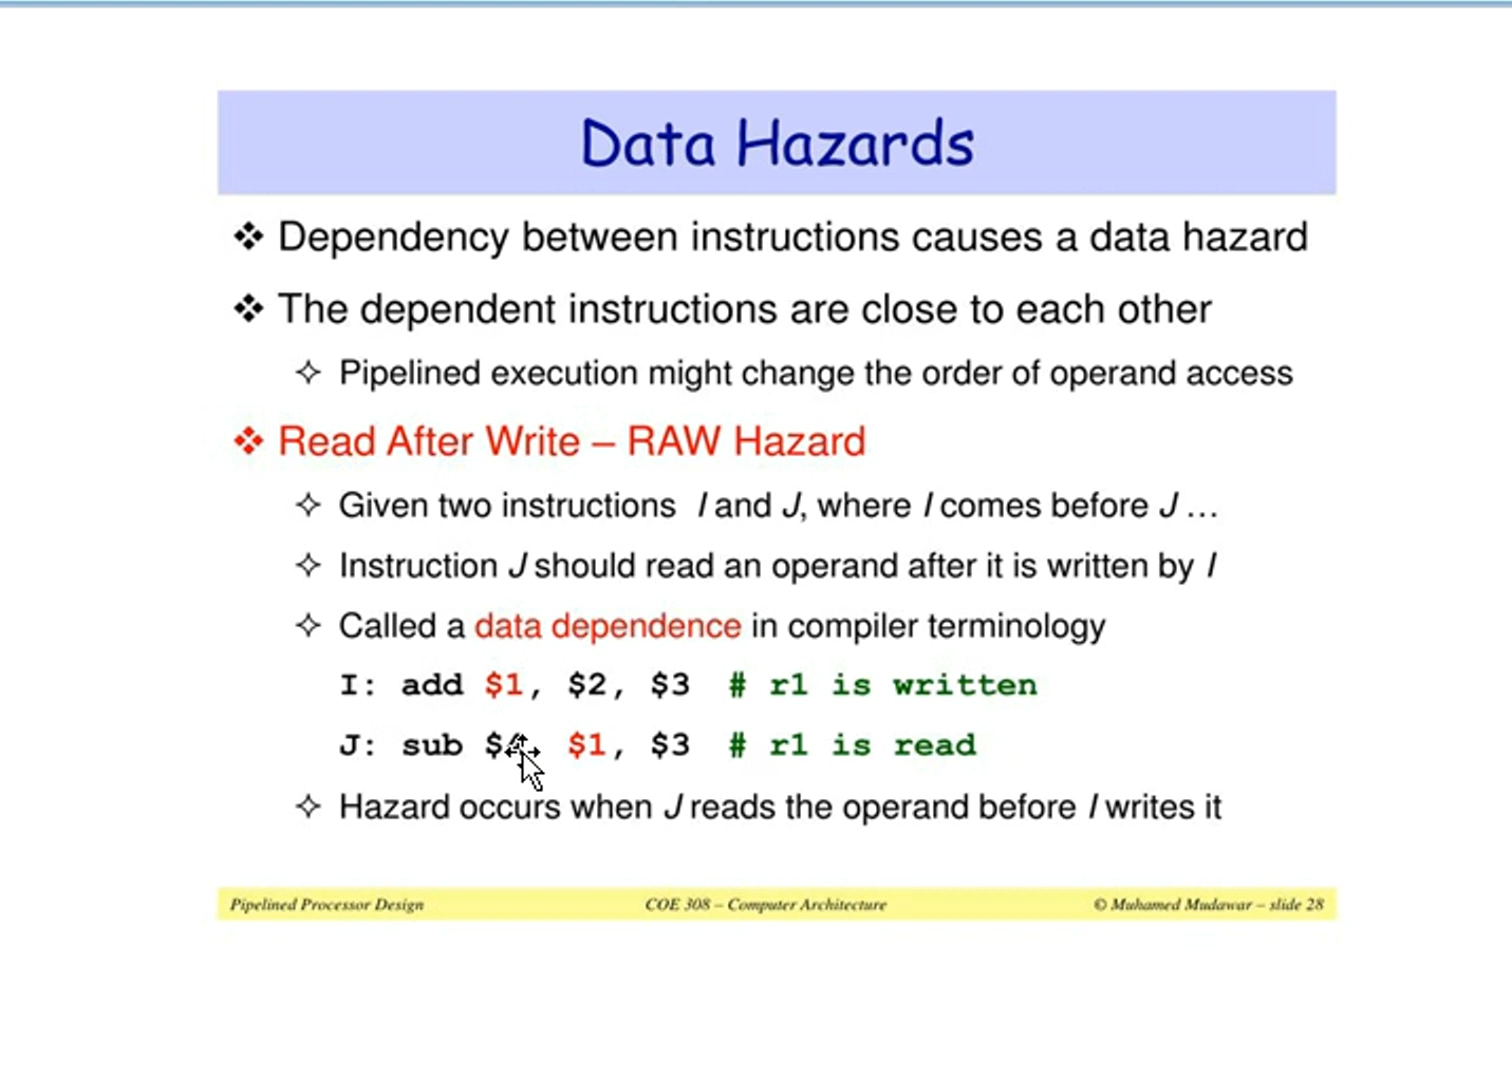 Data Hazards
Dependency between instructions causes a data hazard
The dependent instructions are close to each other
Pipelined execution might change the order of operand access
Read After Write – RAW Hazard
Given two instructions I and J, where I comes before J …
Instruction J should read an operand after it is written by I
Called a data dependence in compiler terminology
I: add $1, $2, $3 # r1 is written
J: sub $1, $3 # r1 is read
Hazard occurs when J reads the operand before I writes it
Pipelined Processor Design
COE 308 – Computer Architecture
© Muhamed Mudawar – slide 28